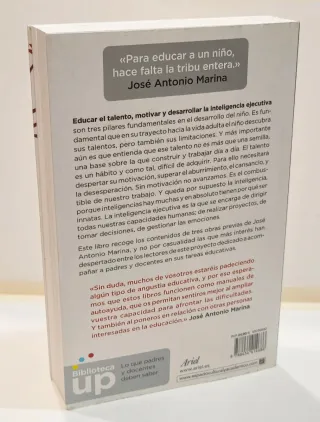 «Para educar a un niño,
hace falta la tribu entera.»
José Antonio Marina
Educar el talento, motivar y desarrollar la inteligencia ejecutiva
son tres pilares fundamentales en el desarrollo del niño. Es fun-
damental que en su trayecto hacia la vida adulta el niño descubra
sus talentos, pero también sus limitaciones. Y más importante
aún es que entienda que ese talento no es más que una semilla,
una base sobre la que construir y trabajar día a día. El talento
es un hábito y como tal, difícil de adquirir. Para ello necesitará
despertar su motivación, superar el aburrimiento, el cansancio, y
la desesperación. Sin motivación no avanzamos. Es el combus-
tible de nuestro trabajo. Y queda por supuesto la inteligencia,
porque inteligencias hay muchas y en absoluto tienen por qué ser
innatas. La inteligencia ejecutiva es la que se encarga de dirigir
todas nuestras capacidades humanas: de realizar proyectos, de
tomar decisiones, de gestionar las emociones.
Este libro recoge los contenidos de tres obras previas de José
Antonio Marina, y no por casualidad las que más interés han
despertado entre los lectores de este proyecto dedicado a acom-
pañar a padres y docentes en sus tareas educativas.
«Sin duda, muchos de vosotros estaréis padeciendo
algún tipo de angustia educativa, y por eso espera-
mos que estos libros funcionen como manuales de
autoayuda, que os permitan sentiros mejor al ampliar
vuestra capacidad para afrontar las dificultades.
Y también al poneros en relación con otras personas
interesadas en la educación.» José Antonio Marina
Biblioteca
up
Lo que padres
y docentes
deben saber
Ariel
www.ariel.es